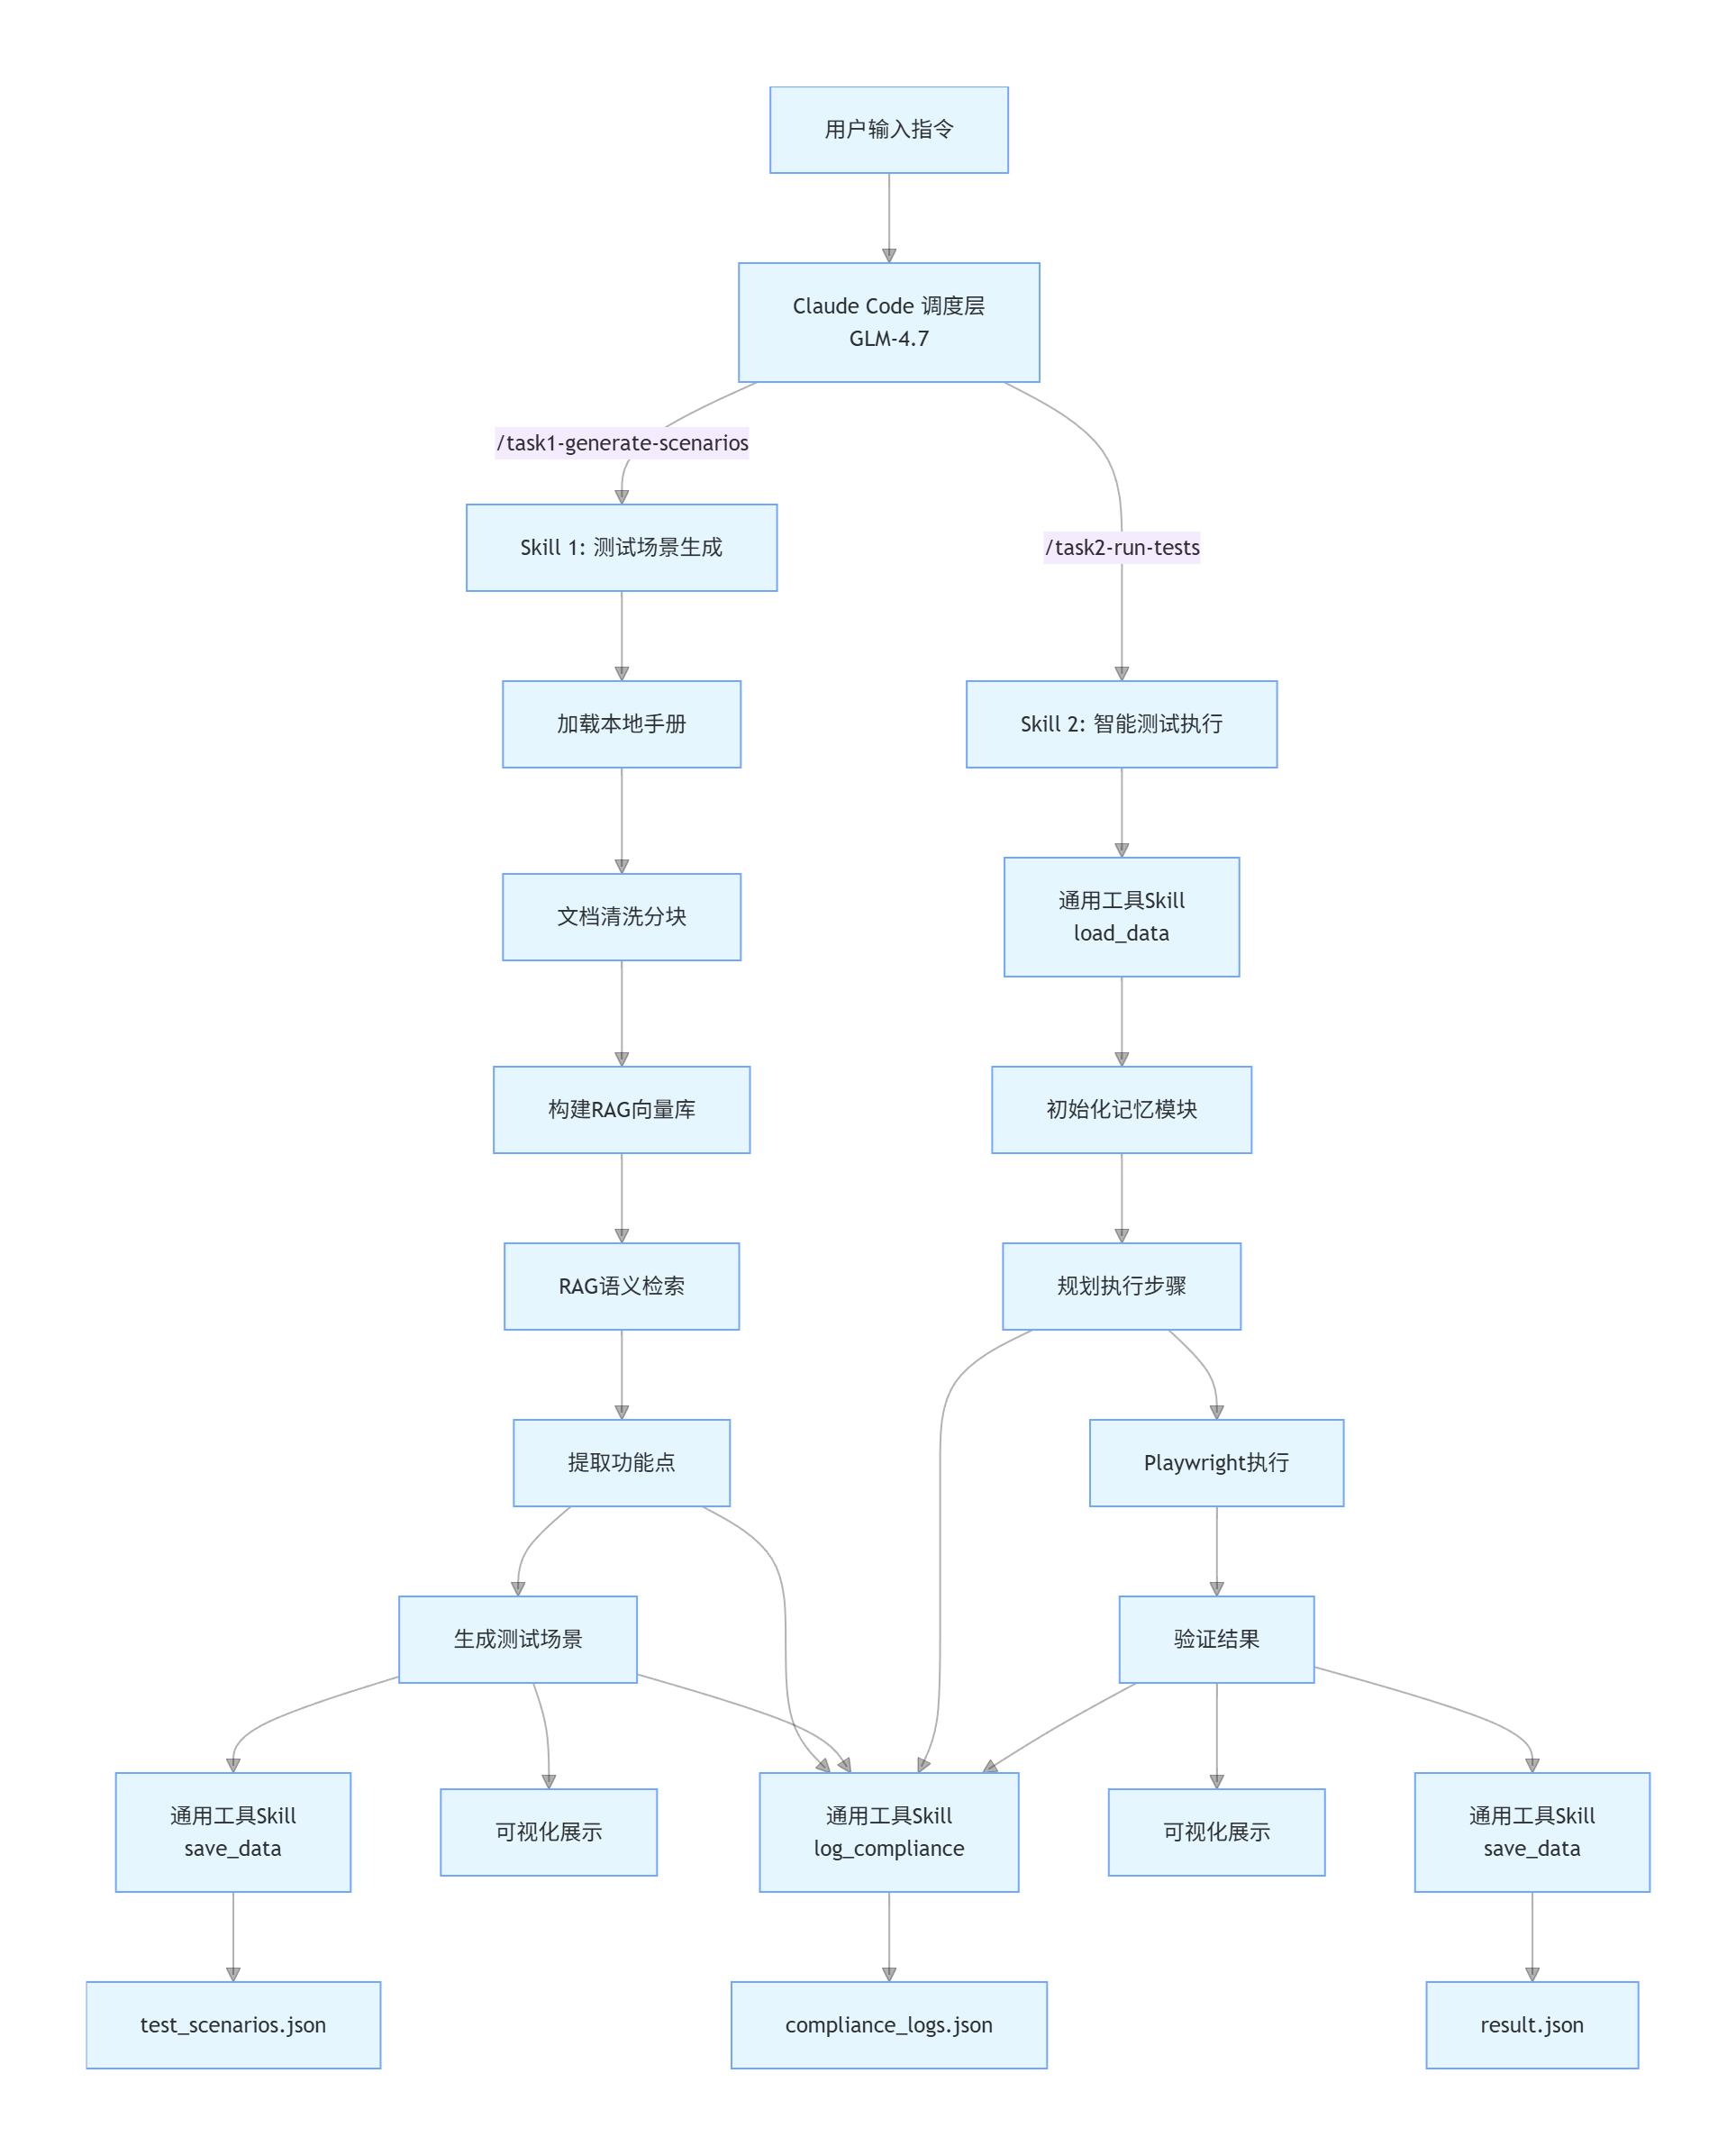 用户输入指令
Claude Code 调度层
GLM-4.7
/task1-generate-scenarios
Skill 1: 测试场景生成
/task2-run-tests
加载本地手册
Skill 2: 智能测试执行
文档清洗分块
通用工具Skill
load_data
构建RAG向量库
初始化记忆模块
RAG语义检索
规划执行步骤
提取功能点
Playwright执行
生成测试场景
验证结果
通用工具Skill
save_data
可视化展示
通用工具Skill
log_compliance
可视化展示
通用工具Skill
save_data
test_scenarios.json
compliance_logs.json
result.json